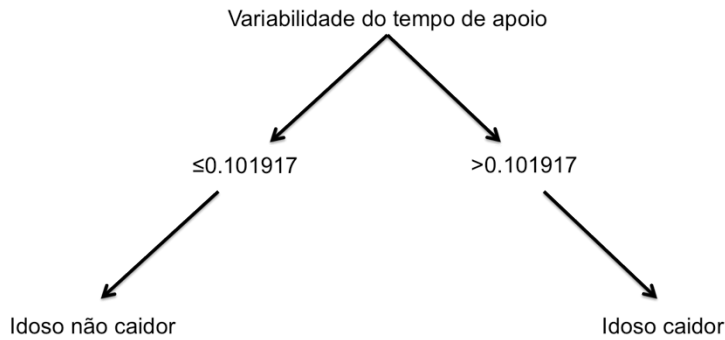 Variabilidade do tempo de apoio
≤0.101917
>0.101917
Idoso não caidor
Idoso caidor